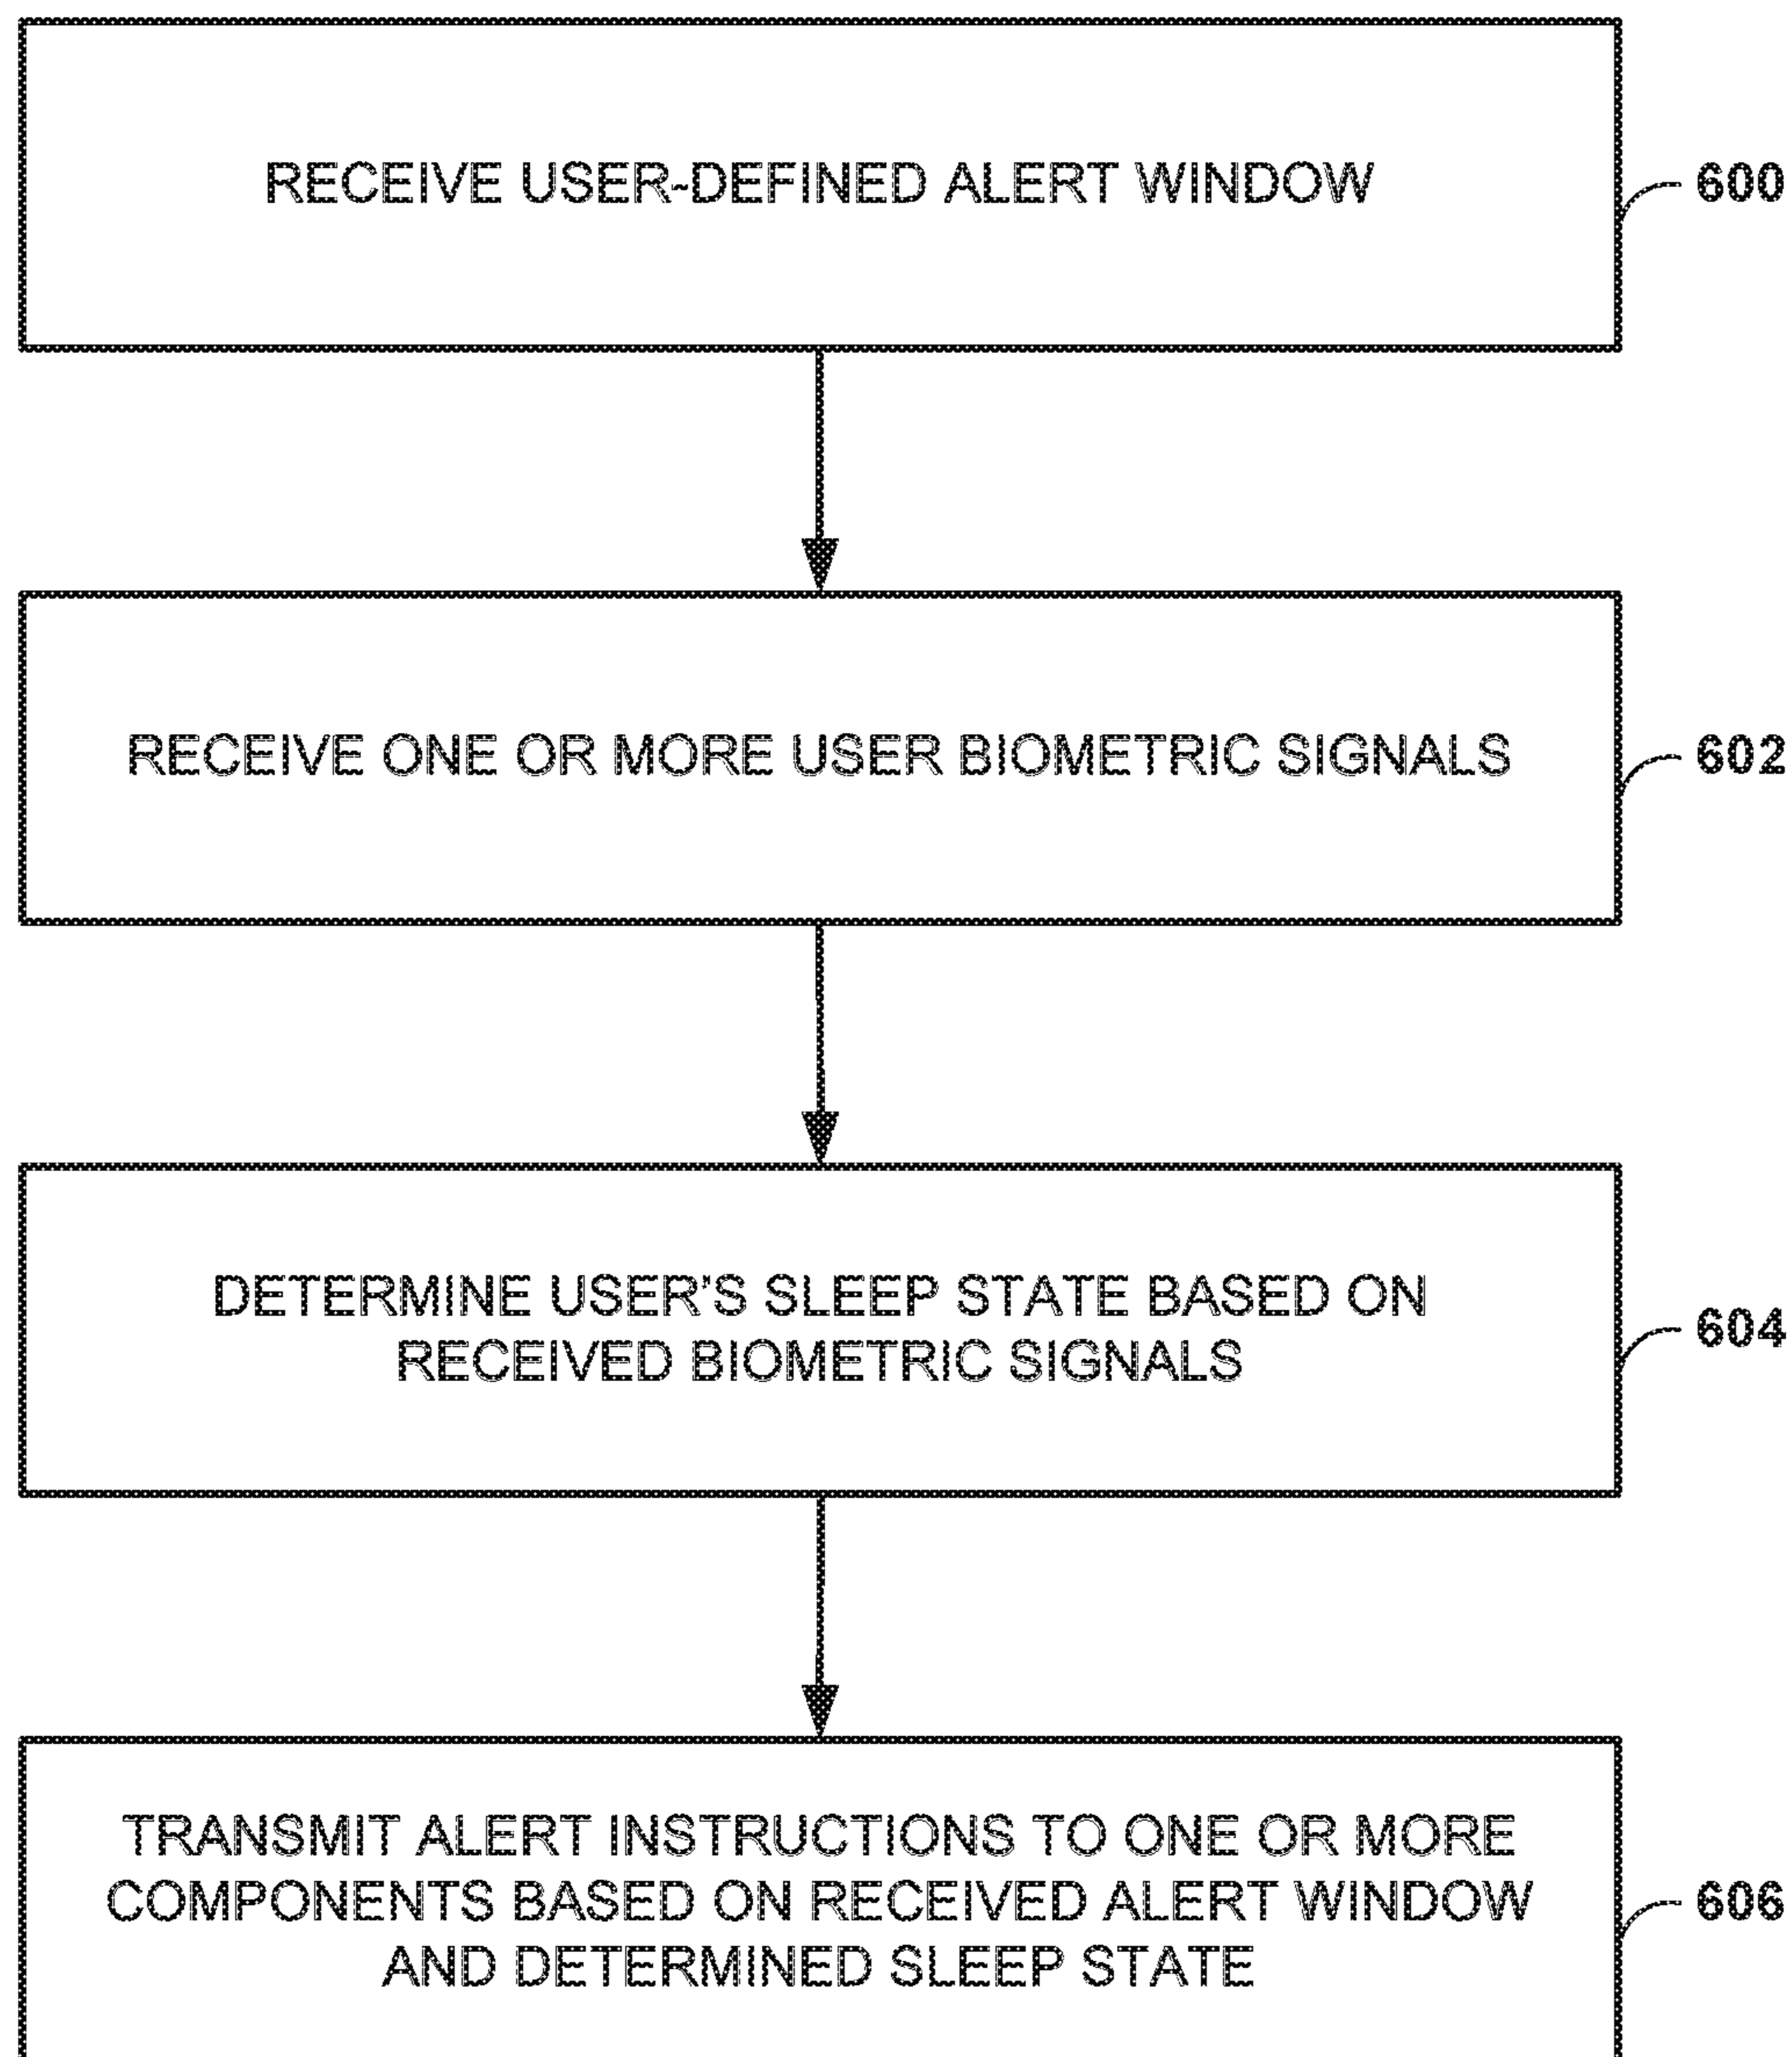 RECEIVE USER-DEFINED ALERT WINDOW
600
RECEIVE ONE OR MORE USER BIOMETRIC SIGNALS
602
DETERMINE USER'S SLEEP STATE BASED ON
RECEIVED BIOMETRIC SIGNALS
604
TRANSMIT ALERT INSTRUCTIONS TO ONE OR MORE
COMPONENTS BASED ON RECEIVED ALERT WINDOW
AND DETERMINED SLEEP STATE
606